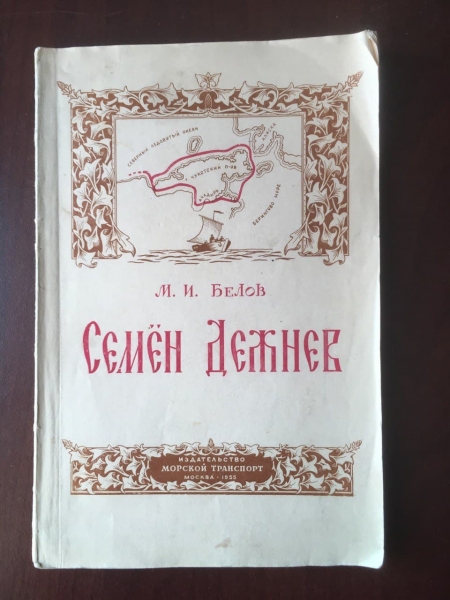 СЕВЕРНЫЙ ЛЕДОВИТЫЙ ОКЕАН
ЧУКОТСКИЙ П-ОВ
БЕРИНГОВО МОРЕ
М. И. БЕЛОВ
СЕМЁН ДЕЖНЕВ
ИЗДАТЕЛЬСТВО
МОРСКОЙ ТРАНСПОРТ
МОСКВА · 1955